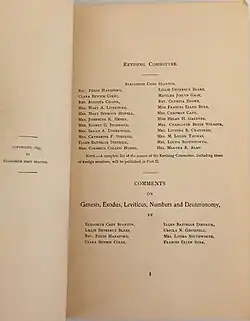 COPYRIGHT, 1895,
BY
ELIZABETH CADY STANTON.
REVISING COMMITTEE.
ELIZABETH CADY STANTON,
REV. PHEBE HANAFORD, LILLIE DEVEREUX BLAKE,
CLARA BEWICK COLBY, MATILDA JOSLYN GAGE,
REV. AUGUSTA CHAPIN, REV. OLYMPIA BROWN,
MRS. MARY A. LIVERMORE, MISS FRANCES ELLEN BURR,
MRS. MARY SEYMOUR HOWELL, MRS. CHAPMAN CATT,
MRS. JOSEPHINE K. HENRY, MISS HELEN H. GARDNER,
MRS. ROBERT G. INGERSOLL, MRS. CHARLOTTE BEEBE WILBOUR,
MRS. SARAH A. UNDERWOOD, MRS. LUCINDA B. CHANDLER,
MRS. CATHARINE F. STEBBINS, MRS. M. LOUISE THOMAS,
ELLEN BATTELLE DIETRICK, MRS. LOUISA SOUTHWORTH,
MRS. CORNELIA COLLINS HUSSEY, MRS. MARTHA R. ALMY.
NOTE.—A complete list of the names of the Revising Committee, including those
of foreign members, will be published in Part II.
COMMENTS
ON
Genesis, Exodus, Leviticus, Numbers and Deuteronomy,
BY
ELIZABETH CADY STANTON, ELLEN BATTELLE DIETRICK,
LILLIE DEVEREUX BLAKE, URSULA N. GESTEFELD,
REV. PHEBE HANAFORD, MRS. LOUISA SOUTHWORTH,
CLARA BEWICK COLBY, FRANCES ELLEN BURR.